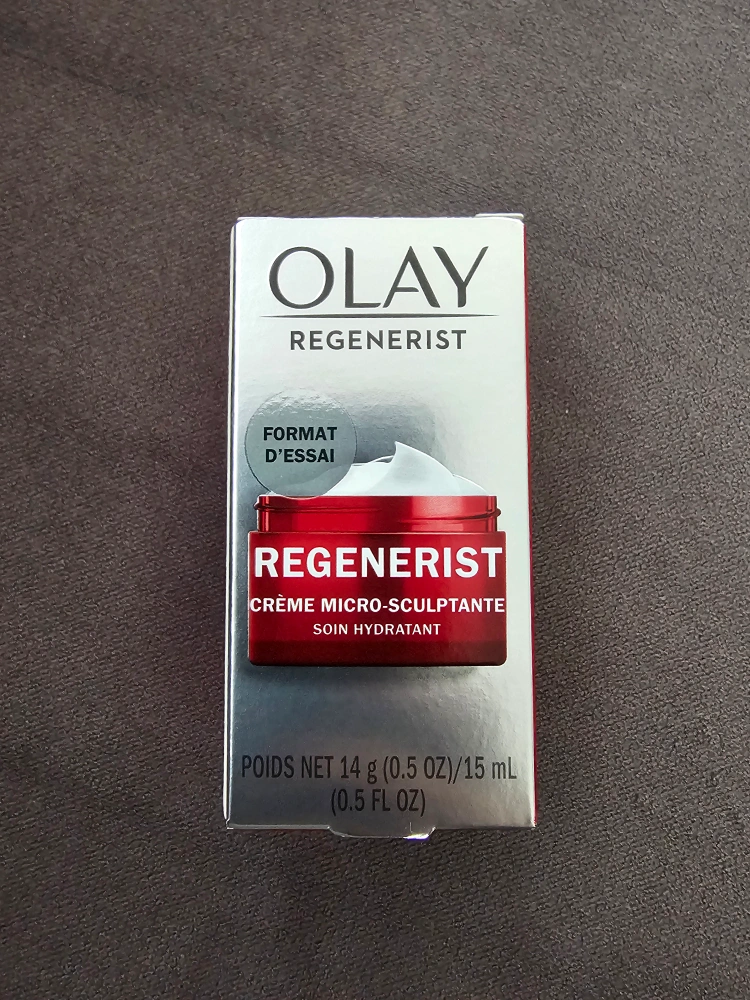 OLAY
REGENERIST
FORMAT
D'ESSAI
REGENERIST
CRÈME MICRO-SCULPTANTE
SOIN HYDRATANT
POIDS NET 14 g (0.5 OZ)/15 mL
(0.5 FL OZ)